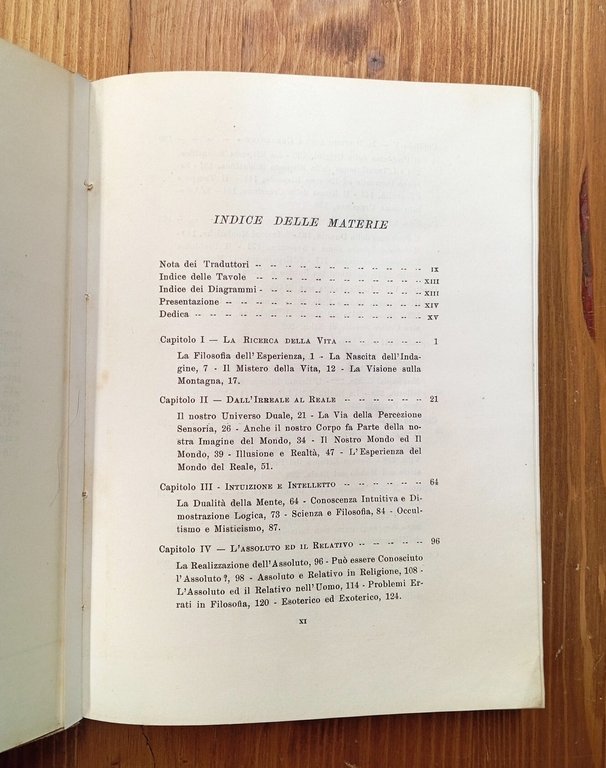 INDICE DELLE MATERIE
Nota dei Traduttori .. .. .. .. .. .. .. .. .. .. .. .. IX
Indice delle Tavole .. .. .. .. .. .. .. .. .. .. .. .. XIII
Indice dei Diagrammi - .. .. .. .. .. .. .. .. .. .. .. XIII
Presentazione .. .. .. .. .. .. .. .. .. .. .. .. .. .. XIV
Dedica .. .. .. .. .. .. .. .. .. .. .. .. .. .. .. .. XV
Capitolo I — LA RICERCA DELLA VITA .. .. .. .. .. .. 1
La Filosofia dell'Esperienza, 1 - La Nascita dell'Inda-
gine, 7 - Il Mistero della Vita, 12 - La Visione sulla
Montagna, 17.
Capitolo II — DALL'IRREALE AL REALE .. .. .. .. .. .. 21
Il nostro Universo Duale, 21 - La Via della Percezione
Sensoria, 26 - Anche il nostro Corpo fa Parte della no-
stra Imagine del Mondo, 34 - Il Nostro Mondo ed Il
Mondo, 39 - Illusione e Realtà, 47 - L'Esperienza del
Mondo del Reale, 51.
Capitolo III - INTUIZIONE E INTELLETTO .. .. .. .. .. .. 64
La Dualità della Mente, 64 - Conoscenza Intuitiva e Di-
mostrazione Logica, 73 - Scienza e Filosofia, 84 - Occul-
tismo e Misticismo, 87.
Capitolo IV — L'ASSOLUTO ED IL RELATIVO .. .. .. .. .. 96
La Realizzazione dell'Assoluto, 96 - Può essere Conosciuto
l'Assoluto?, 98 - Assoluto e Relativo in Religione, 108 -
L'Assoluto ed il Relativo nell'Uomo, 114 - Problemi Er-
rati in Filosofia, 120 - Esoterico ed Exoterico, 124.
XI